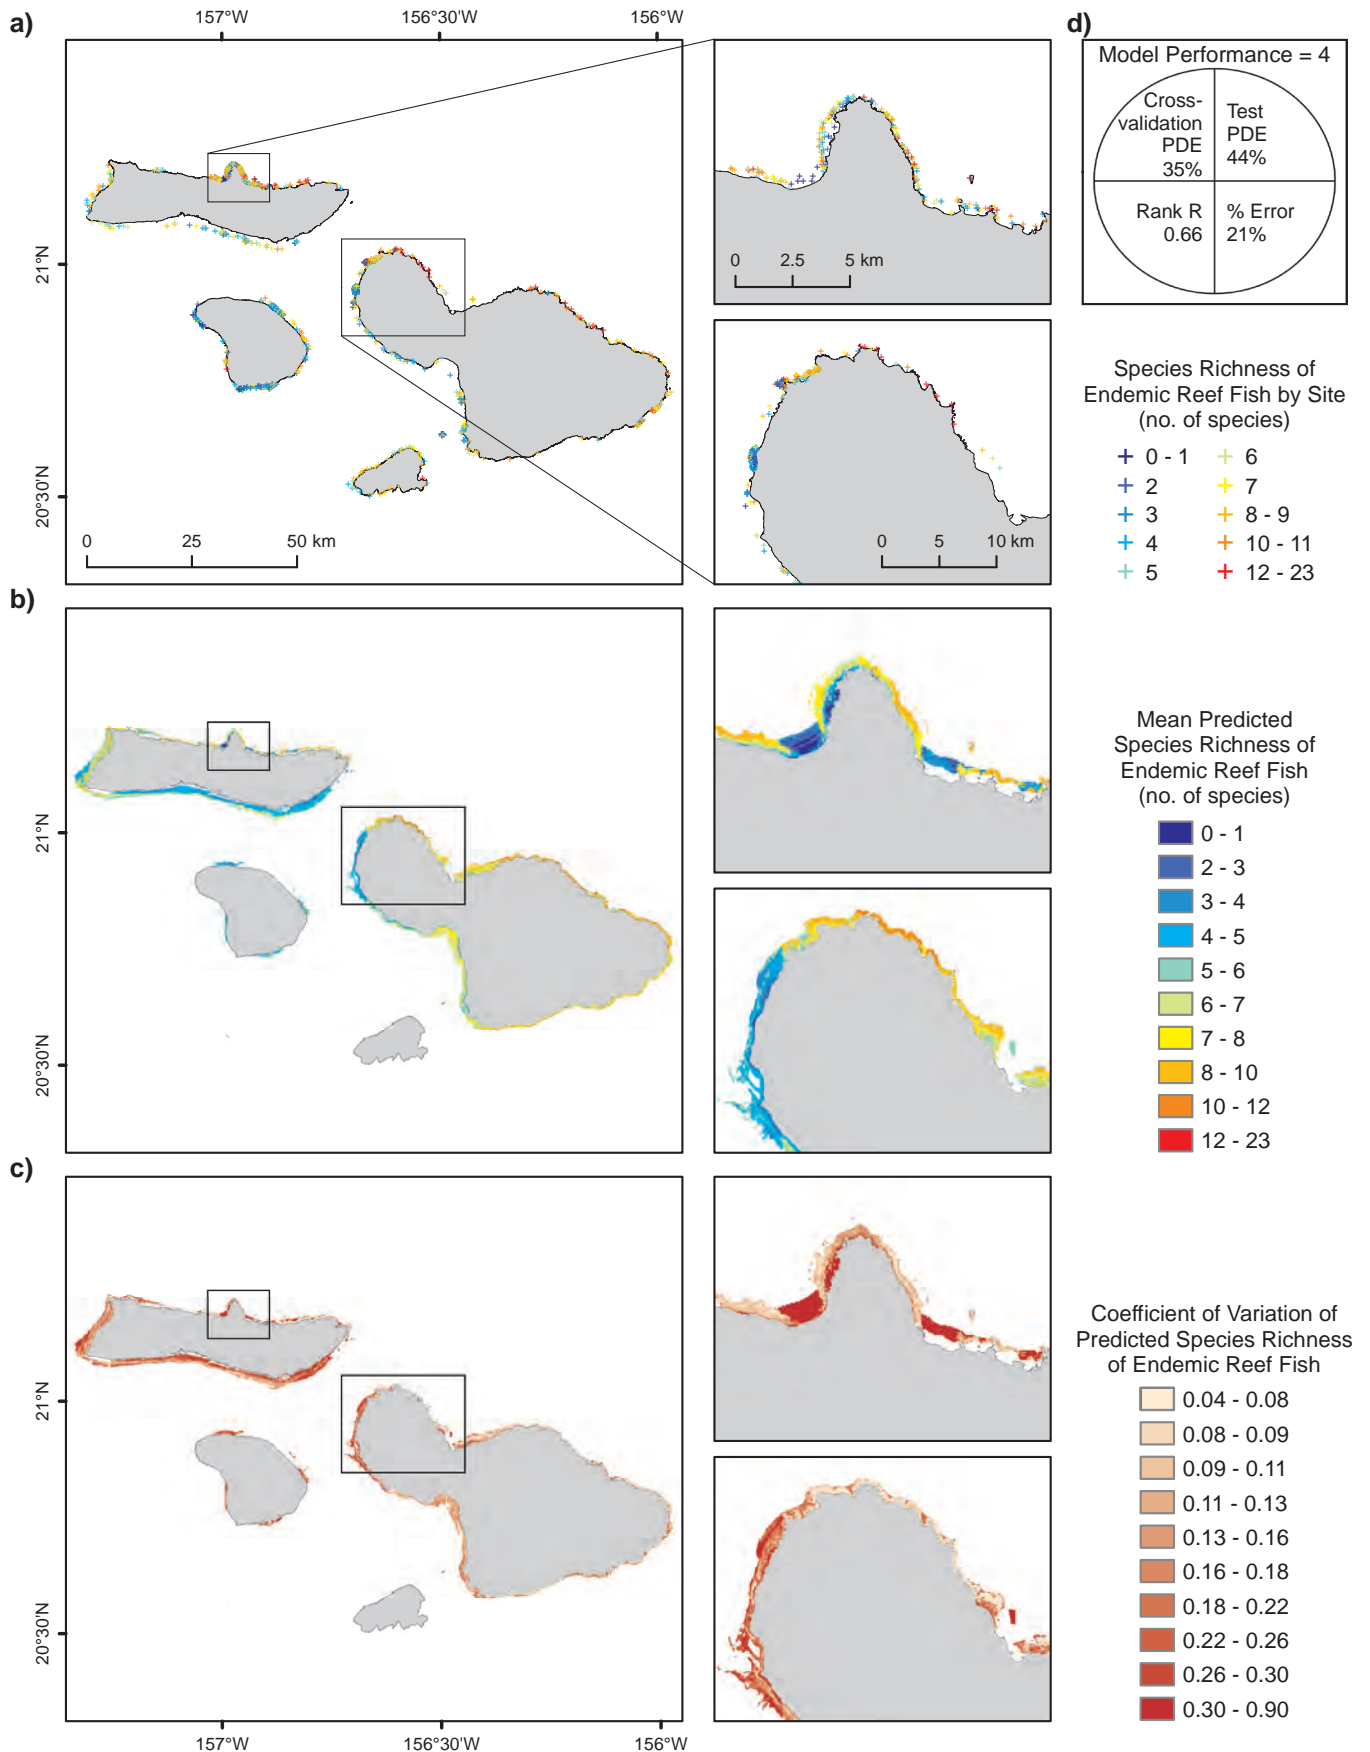 157°W
156°30'W
156°W
a)
d)
Model Performance = 4
Cross-
validation
PDE
35%
Test
PDE
44%
Rank R
0.66
% Error
21%
21°N
20°30'N
0
2.5
5 km
0
25
50 km
0
5
10 km
Species Richness of
Endemic Reef Fish by Site
(no. of species)
0 - 1
2
3
4
5
6
7
8 - 9
10 - 11
12 - 23
b)
21°N
20°30'N
Mean Predicted
Species Richness of
Endemic Reef Fish
(no. of species)
0 - 1
2 - 3
3 - 4
4 - 5
5 - 6
6 - 7
7 - 8
8 - 10
10 - 12
12 - 23
c)
21°N
20°30'N
Coefficient of Variation of
Predicted Species Richness
of Endemic Reef Fish
0.04 - 0.08
0.08 - 0.09
0.09 - 0.11
0.11 - 0.13
0.13 - 0.16
0.16 - 0.18
0.18 - 0.22
0.22 - 0.26
0.26 - 0.30
0.30 - 0.90
157°W
156°30'W
156°W